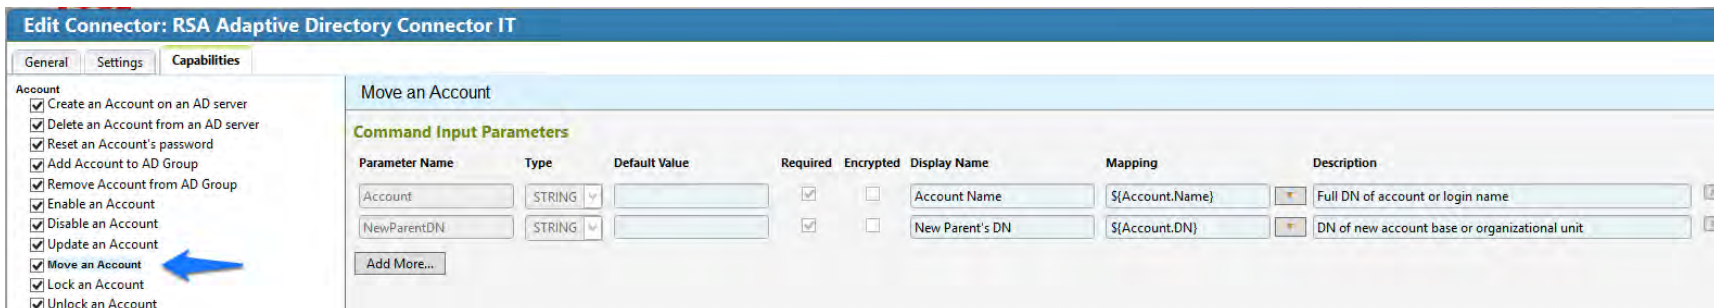 Edit Connector: RSA Adaptive Directory Connector IT
General Settings Capabilities
Account
Create an Account on an AD server
Delete an Account from an AD server
Reset an Account's password
Add Account to AD Group
Remove Account from AD Group
Enable an Account
Disable an Account
Update an Account
Move an Account
Lock an Account
Unlock an Account
Move an Account
Command Input Parameters
Parameter Name Type Default Value Required Encrypted Display Name Mapping Description
Account STRING Account Name ${Account.Name} Full DN of account or login name
NewParentDN STRING New Parent's DN ${Account.DN} DN of new account base or organizational unit
Add More...